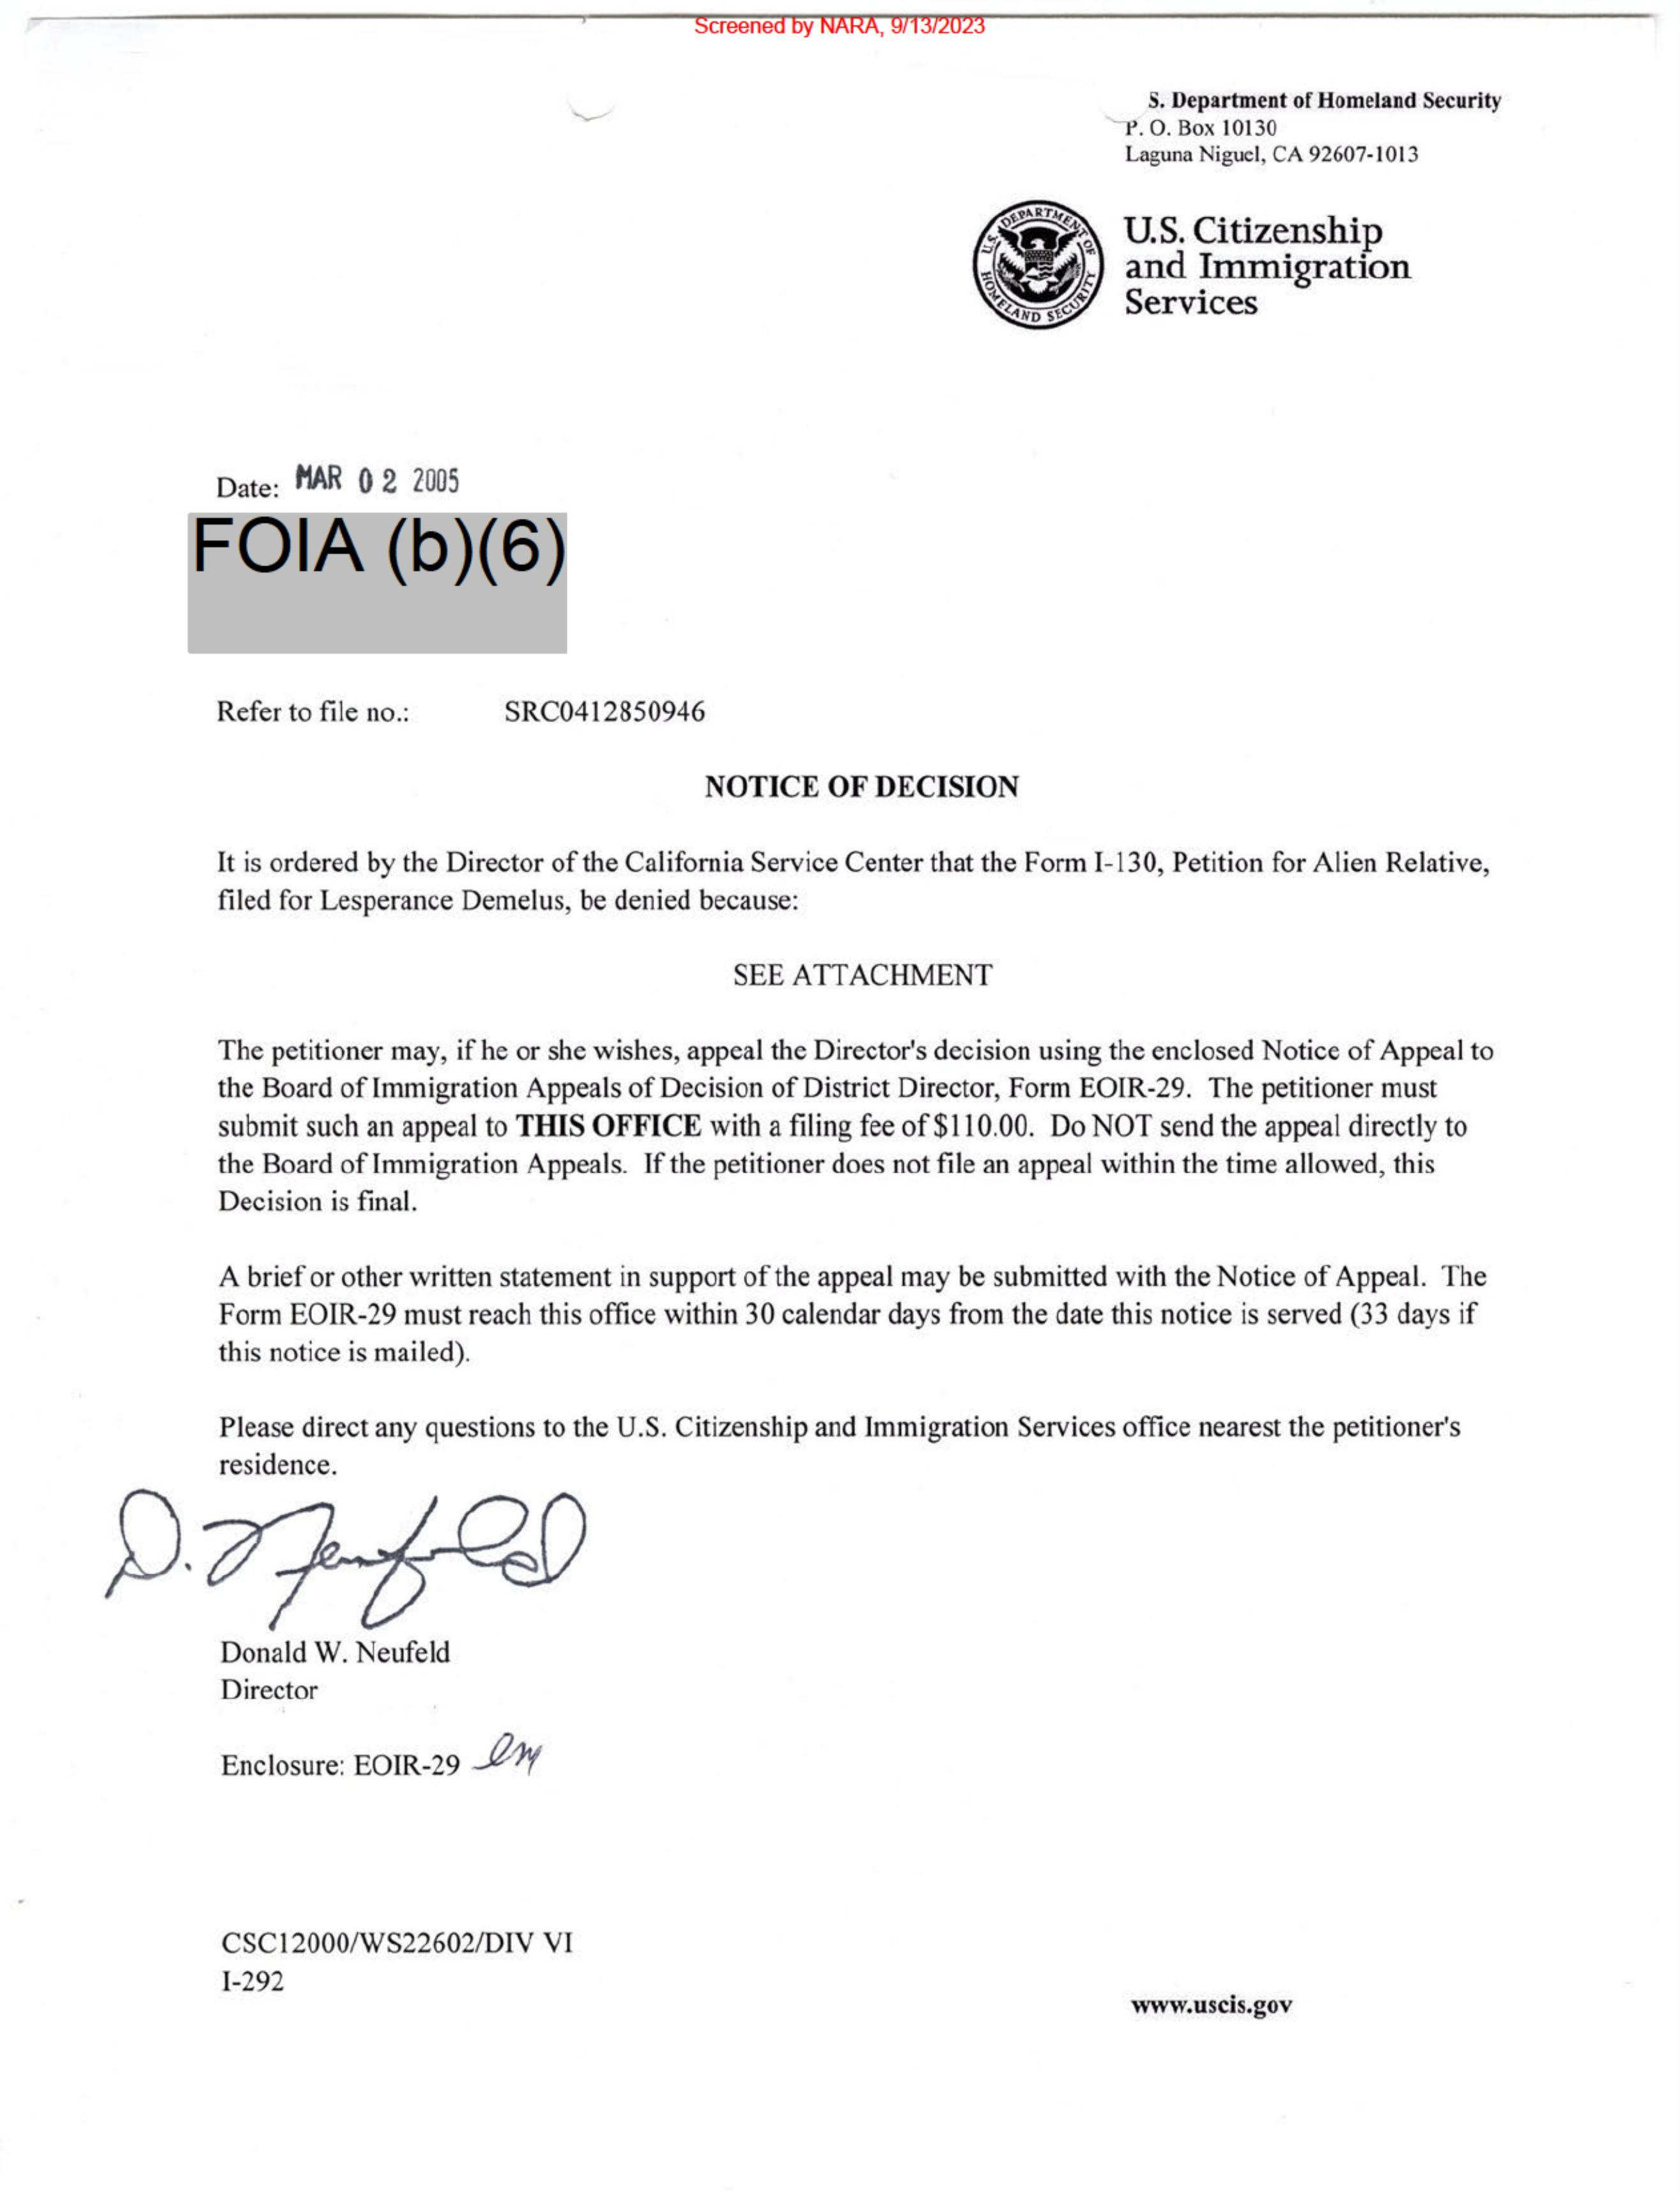 Screened by NARA, 9/13/2023
S. Department of Homeland Security
P. O. Box 10130
Laguna Niguel, CA 92607-1013
U.S. DEPARTMENT OF HOMELAND SECURITY
U.S. Citizenship
and Immigration
Services
Date: MAR 02 2005
FOIA (b)(6)
Refer to file no.: SRC0412850946
NOTICE OF DECISION
It is ordered by the Director of the California Service Center that the Form I-130, Petition for Alien Relative,
filed for Lesperance Demelus, be denied because:
SEE ATTACHMENT
The petitioner may, if he or she wishes, appeal the Director's decision using the enclosed Notice of Appeal to
the Board of Immigration Appeals of Decision of District Director, Form EOIR-29. The petitioner must
submit such an appeal to THIS OFFICE with a filing fee of $110.00. Do NOT send the appeal directly to
the Board of Immigration Appeals. If the petitioner does not file an appeal within the time allowed, this
Decision is final.
A brief or other written statement in support of the appeal may be submitted with the Notice of Appeal. The
Form EOIR-29 must reach this office within 30 calendar days from the date this notice is served (33 days if
this notice is mailed).
Please direct any questions to the U.S. Citizenship and Immigration Services office nearest the petitioner's
residence.
D. Neufeld
Donald W. Neufeld
Director
Enclosure: EOIR-29
CSC12000/WS22602/DIV VI
I-292
www.uscis.gov